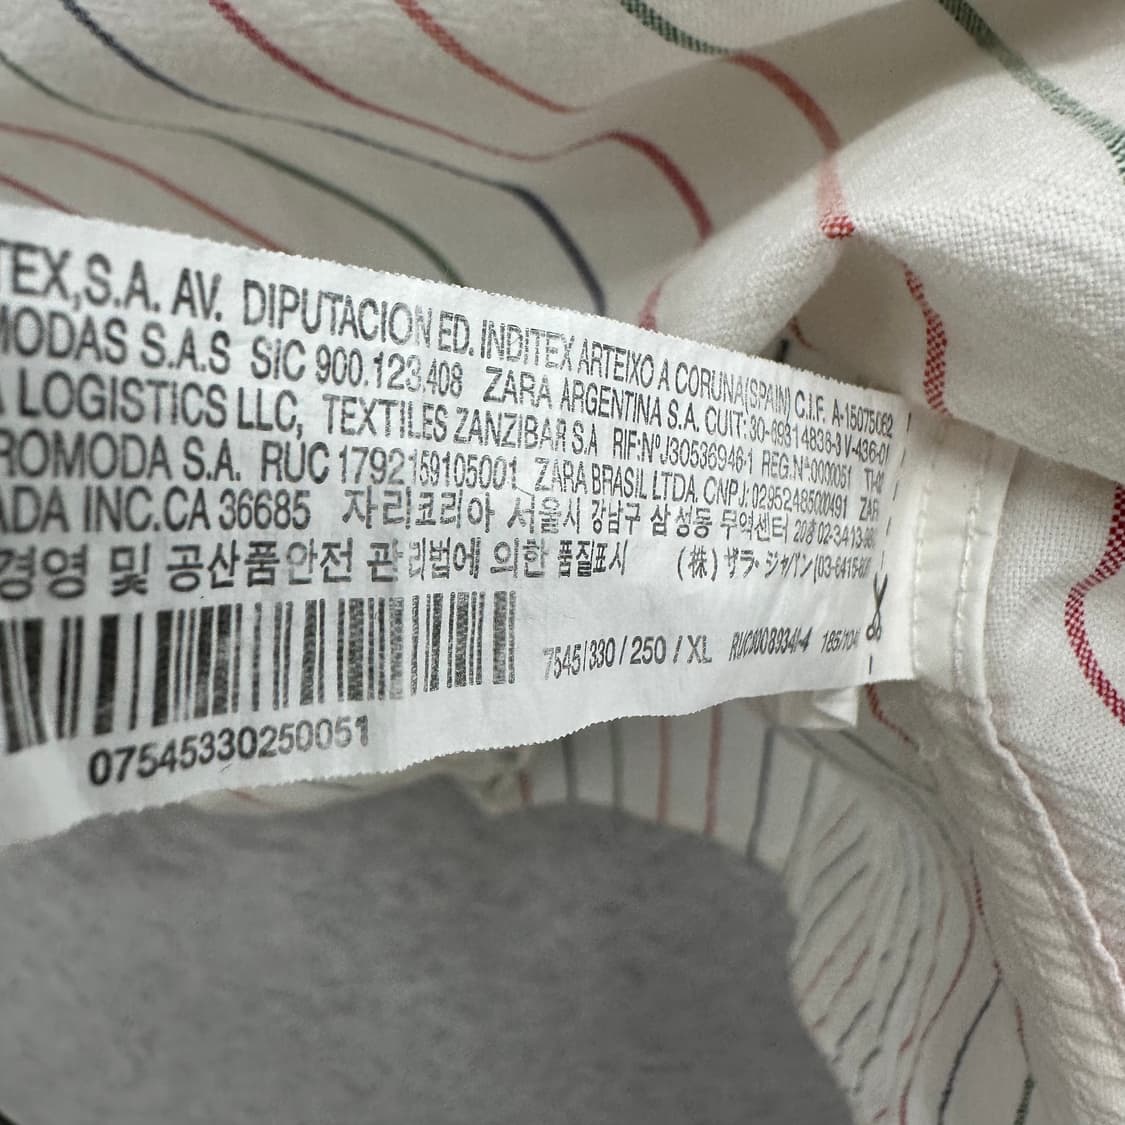 TEX,S.A. AV. DIPUTACION ED. INDITEX ARTEIXO A CORUNA(SPAIN) C.I.F. A-15075062
MODAS S.A.S SIC 900.123.408 ZARA ARGENTINA S.A. CUIT: 30-69314836-3 V-436-01
LOGISTICS LLC, TEXTILES ZANZIBAR S.A RIF:Nº J30536946-1 REG.Nº
ROMODA S.A. RUC 1792159105001 ZARA BRASIL LTDA. CNPJ:
ADA INC.CA 36685 자라코리아 서울시 강남구 삼성동 무역센터
경영 및 공산품안전 관리법에 의한 품질표시 (株) ザラ・ジャパン
7545/330/250 / XL
07545330250051